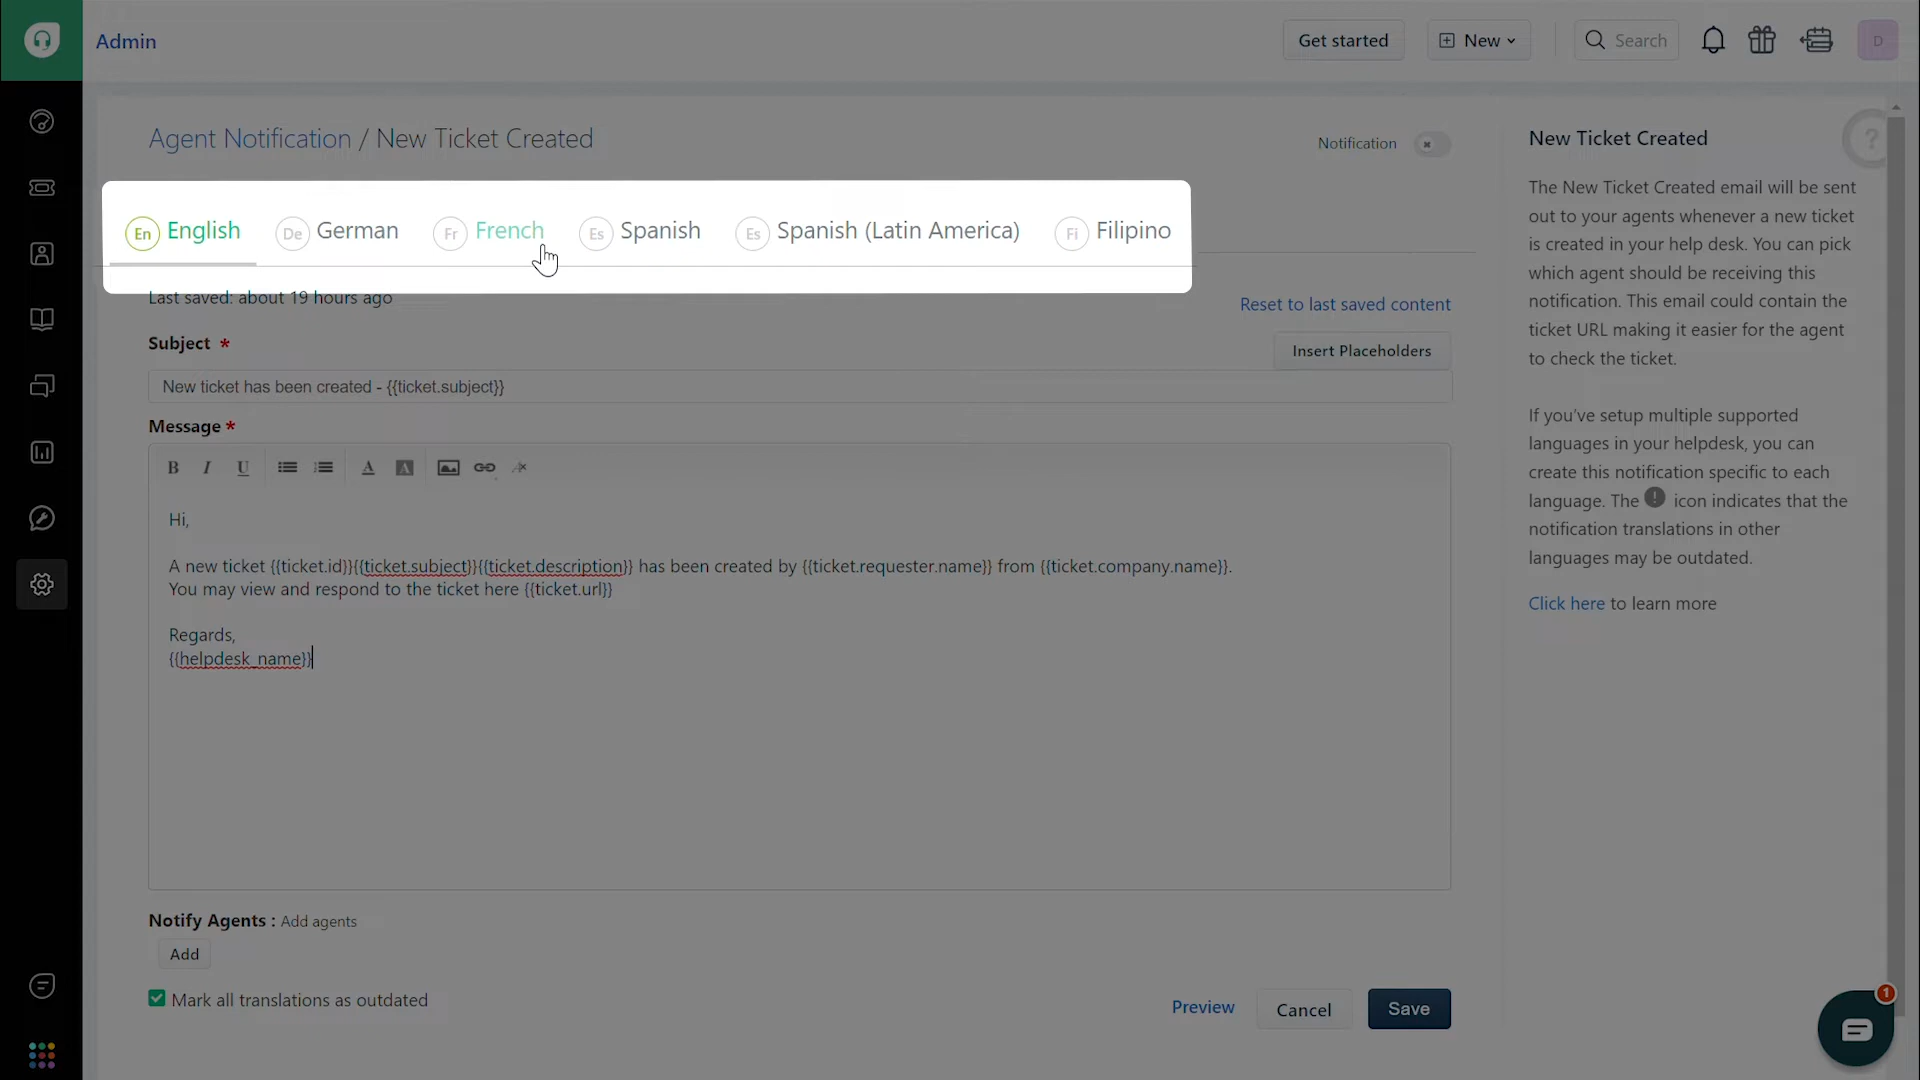 Admin
Get started
New
Search
D
Agent Notification / New Ticket Created
Notification
En English
De German
Fr French
Es Spanish
Es Spanish (Latin America)
Fi Filipino
Last saved: about 19 hours ago
Reset to last saved content
Subject *
Insert Placeholders
New ticket has been created - {{ticket.subject}}
Message *
B I U A A
Hi,
A new ticket {{ticket.id}}{{ticket.subject}}{{ticket.description}} has been created by {{ticket.requester.name}} from {{ticket.company.name}}.
You may view and respond to the ticket here {{ticket.url}}
Regards,
{{helpdesk_name}}
Notify Agents : Add agents
Add
Mark all translations as outdated
Preview
Cancel
Save
New Ticket Created
?
The New Ticket Created email will be sent
out to your agents whenever a new ticket
is created in your help desk. You can pick
which agent should be receiving this
notification. This email could contain the
ticket URL making it easier for the agent
to check the ticket.
If you've setup multiple supported
languages in your helpdesk, you can
create this notification specific to each
language. The ! icon indicates that the
notification translations in other
languages may be outdated.
Click here to learn more
1